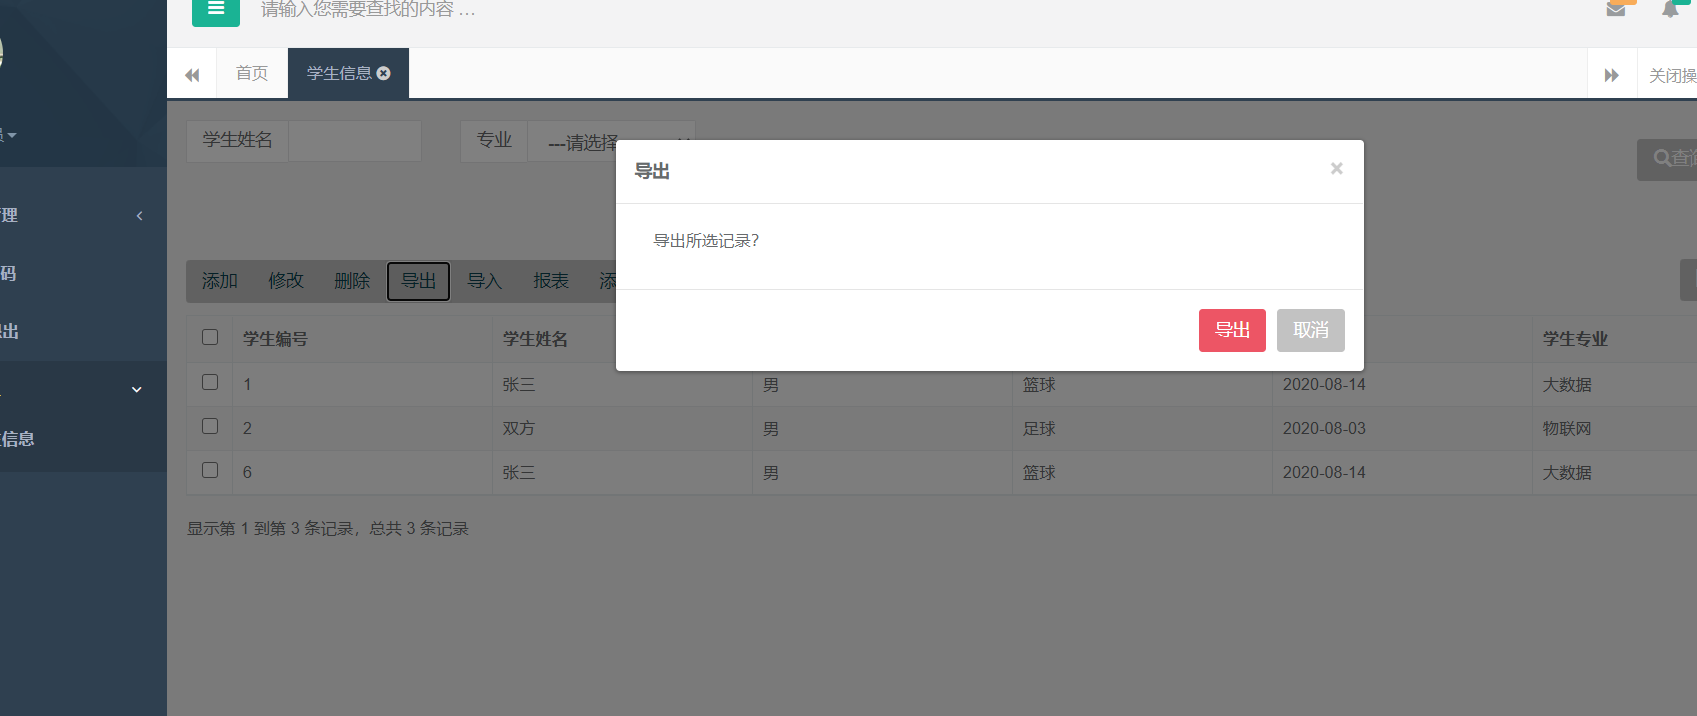 请输入您需要查找的内容 …
首页
学生信息
关闭操
学生姓名
专业
---请选择
查询
导出
×
导出所选记录?
导出
取消
理
码
出
信息
添加
修改
删除
导出
导入
报表
添
学生编号
学生姓名
学生专业
1 张三 男 篮球 2020-08-14 大数据
2 双方 男 足球 2020-08-03 物联网
6 张三 男 篮球 2020-08-14 大数据
显示第 1 到第 3 条记录，总共 3 条记录